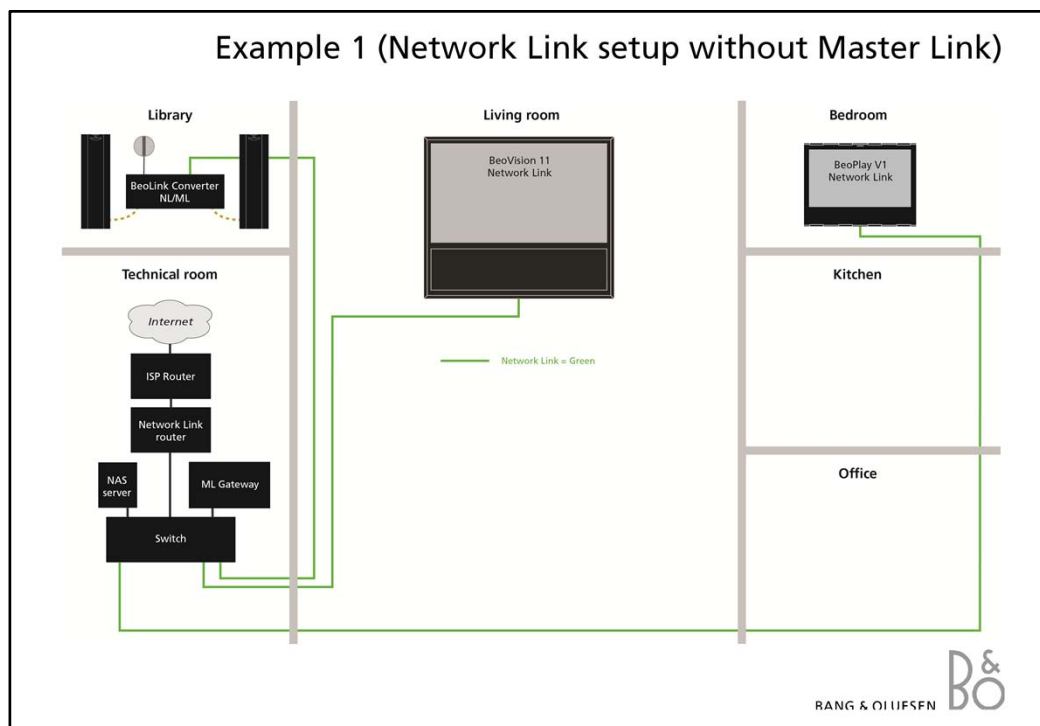 Example 1 (Network Link setup without Master Link)
Library
Living room
Bedroom
BeoLink Converter
NL/ML
BeoVision 11
Network Link
BeoPlay V1
Network Link
Technical room
Kitchen
Internet
ISP Router
Network Link = Green
Network Link
router
NAS
server
ML Gateway
Office
Switch
B&O
BANG & OLUFSEN